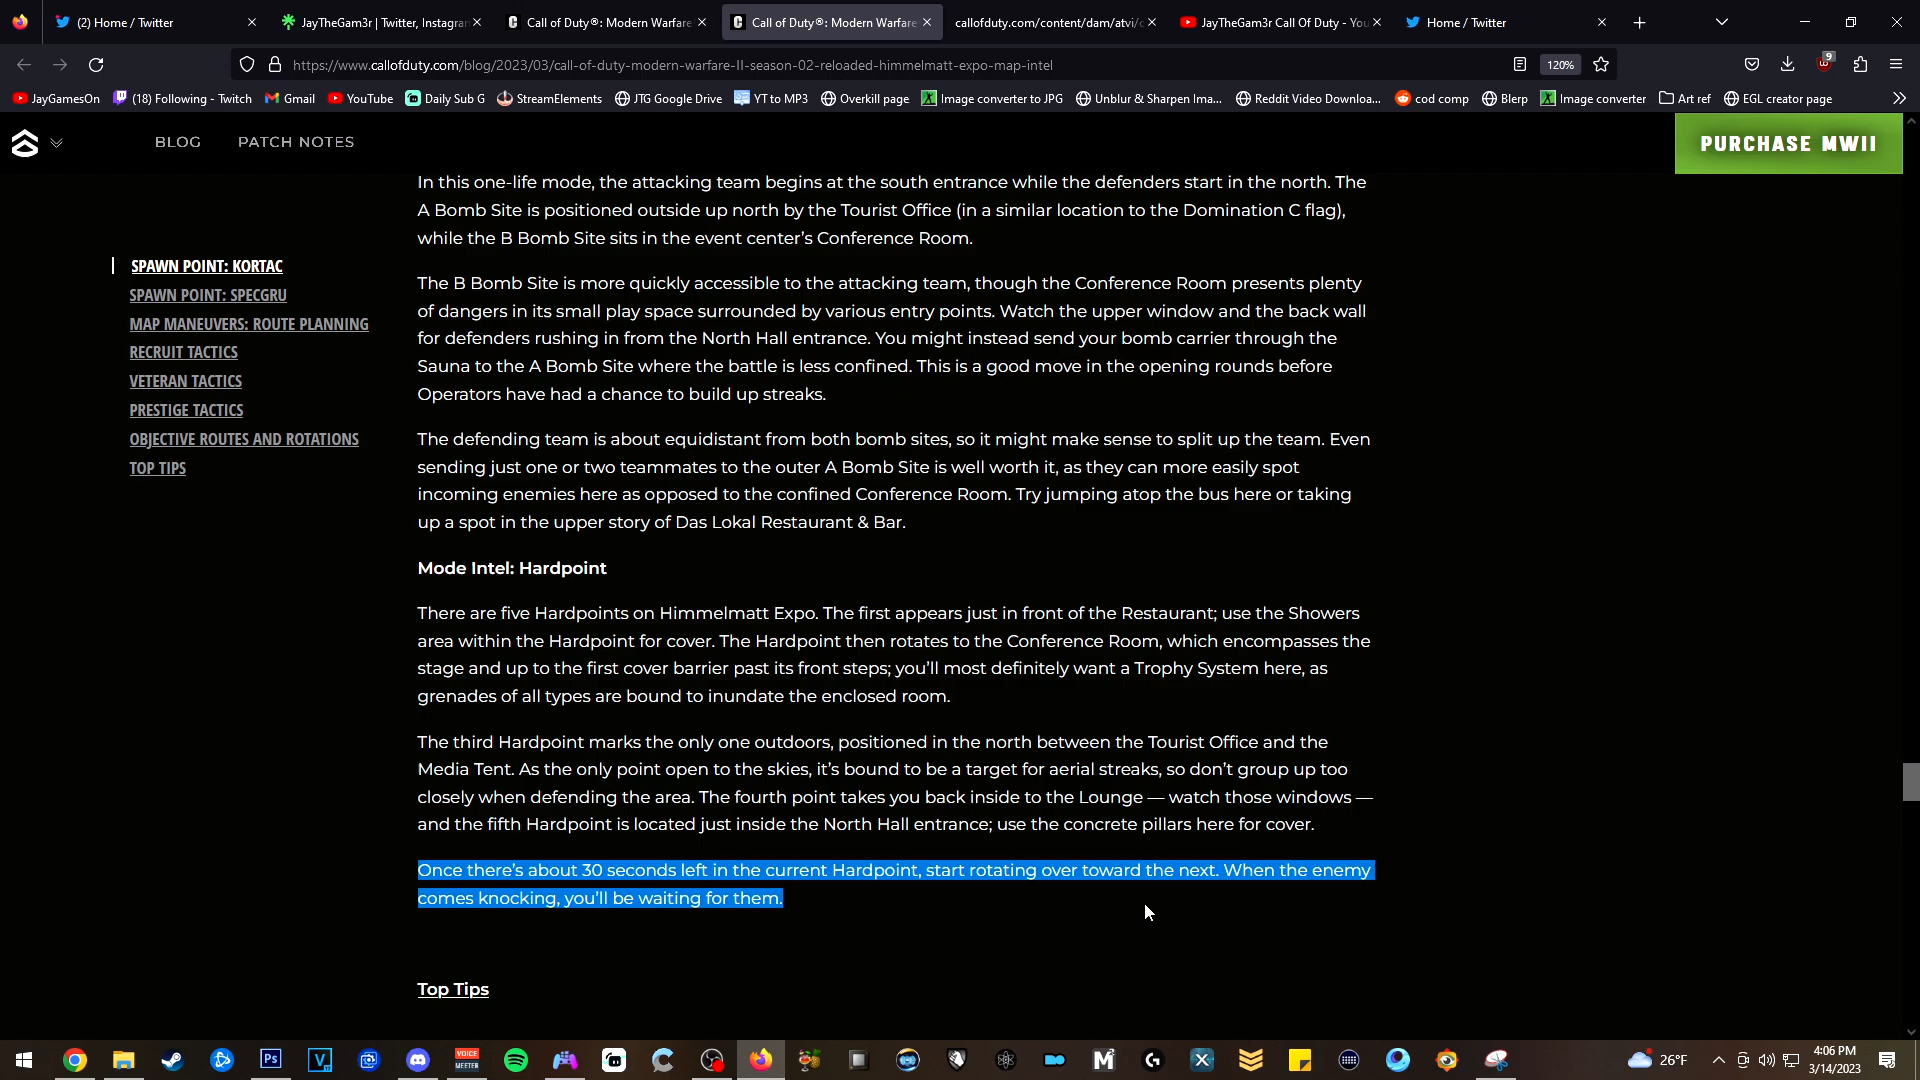 (2) Home / Twitter
JayTheGam3r | Twitter, Instagran
Call of Duty®: Modern Warfare
Call of Duty®: Modern Warfare
callofduty.com/content/dam/atvi/c
JayTheGam3r Call Of Duty - You
Home / Twitter
https://www.callofduty.com/blog/2023/03/call-of-duty-modern-warfare-II-season-02-reloaded-himmelmatt-expo-map-intel
120%
9
JayGamesOn
(18) Following - Twitch
Gmail
YouTube
Daily Sub G
StreamElements
JTG Google Drive
YT to MP3
Overkill page
Image converter to JPG
Unblur & Sharpen Ima...
Reddit Video Downloa...
cod comp
Blerp
Image converter
Art ref
EGL creator page
BLOG
PATCH NOTES
PURCHASE MWII
SPAWN POINT: KORTAC
SPAWN POINT: SPECGRU
MAP MANEUVERS: ROUTE PLANNING
RECRUIT TACTICS
VETERAN TACTICS
PRESTIGE TACTICS
OBJECTIVE ROUTES AND ROTATIONS
TOP TIPS
In this one-life mode, the attacking team begins at the south entrance while the defenders start in the north. The
A Bomb Site is positioned outside up north by the Tourist Office (in a similar location to the Domination C flag),
while the B Bomb Site sits in the event center's Conference Room.
The B Bomb Site is more quickly accessible to the attacking team, though the Conference Room presents plenty
of dangers in its small play space surrounded by various entry points. Watch the upper window and the back wall
for defenders rushing in from the North Hall entrance. You might instead send your bomb carrier through the
Sauna to the A Bomb Site where the battle is less confined. This is a good move in the opening rounds before
Operators have had a chance to build up streaks.
The defending team is about equidistant from both bomb sites, so it might make sense to split up the team. Even
sending just one or two teammates to the outer A Bomb Site is well worth it, as they can more easily spot
incoming enemies here as opposed to the confined Conference Room. Try jumping atop the bus here or taking
up a spot in the upper story of Das Lokal Restaurant & Bar.
Mode Intel: Hardpoint
There are five Hardpoints on Himmelmatt Expo. The first appears just in front of the Restaurant; use the Showers
area within the Hardpoint for cover. The Hardpoint then rotates to the Conference Room, which encompasses the
stage and up to the first cover barrier past its front steps; you'll most definitely want a Trophy System here, as
grenades of all types are bound to inundate the enclosed room.
The third Hardpoint marks the only one outdoors, positioned in the north between the Tourist Office and the
Media Tent. As the only point open to the skies, it's bound to be a target for aerial streaks, so don't group up too
closely when defending the area. The fourth point takes you back inside to the Lounge — watch those windows —
and the fifth Hardpoint is located just inside the North Hall entrance; use the concrete pillars here for cover.
Once there's about 30 seconds left in the current Hardpoint, start rotating over toward the next. When the enemy
comes knocking, you'll be waiting for them.
Top Tips
Ps
VOICE
MEETER
26°F
4:06 PM
3/14/2023